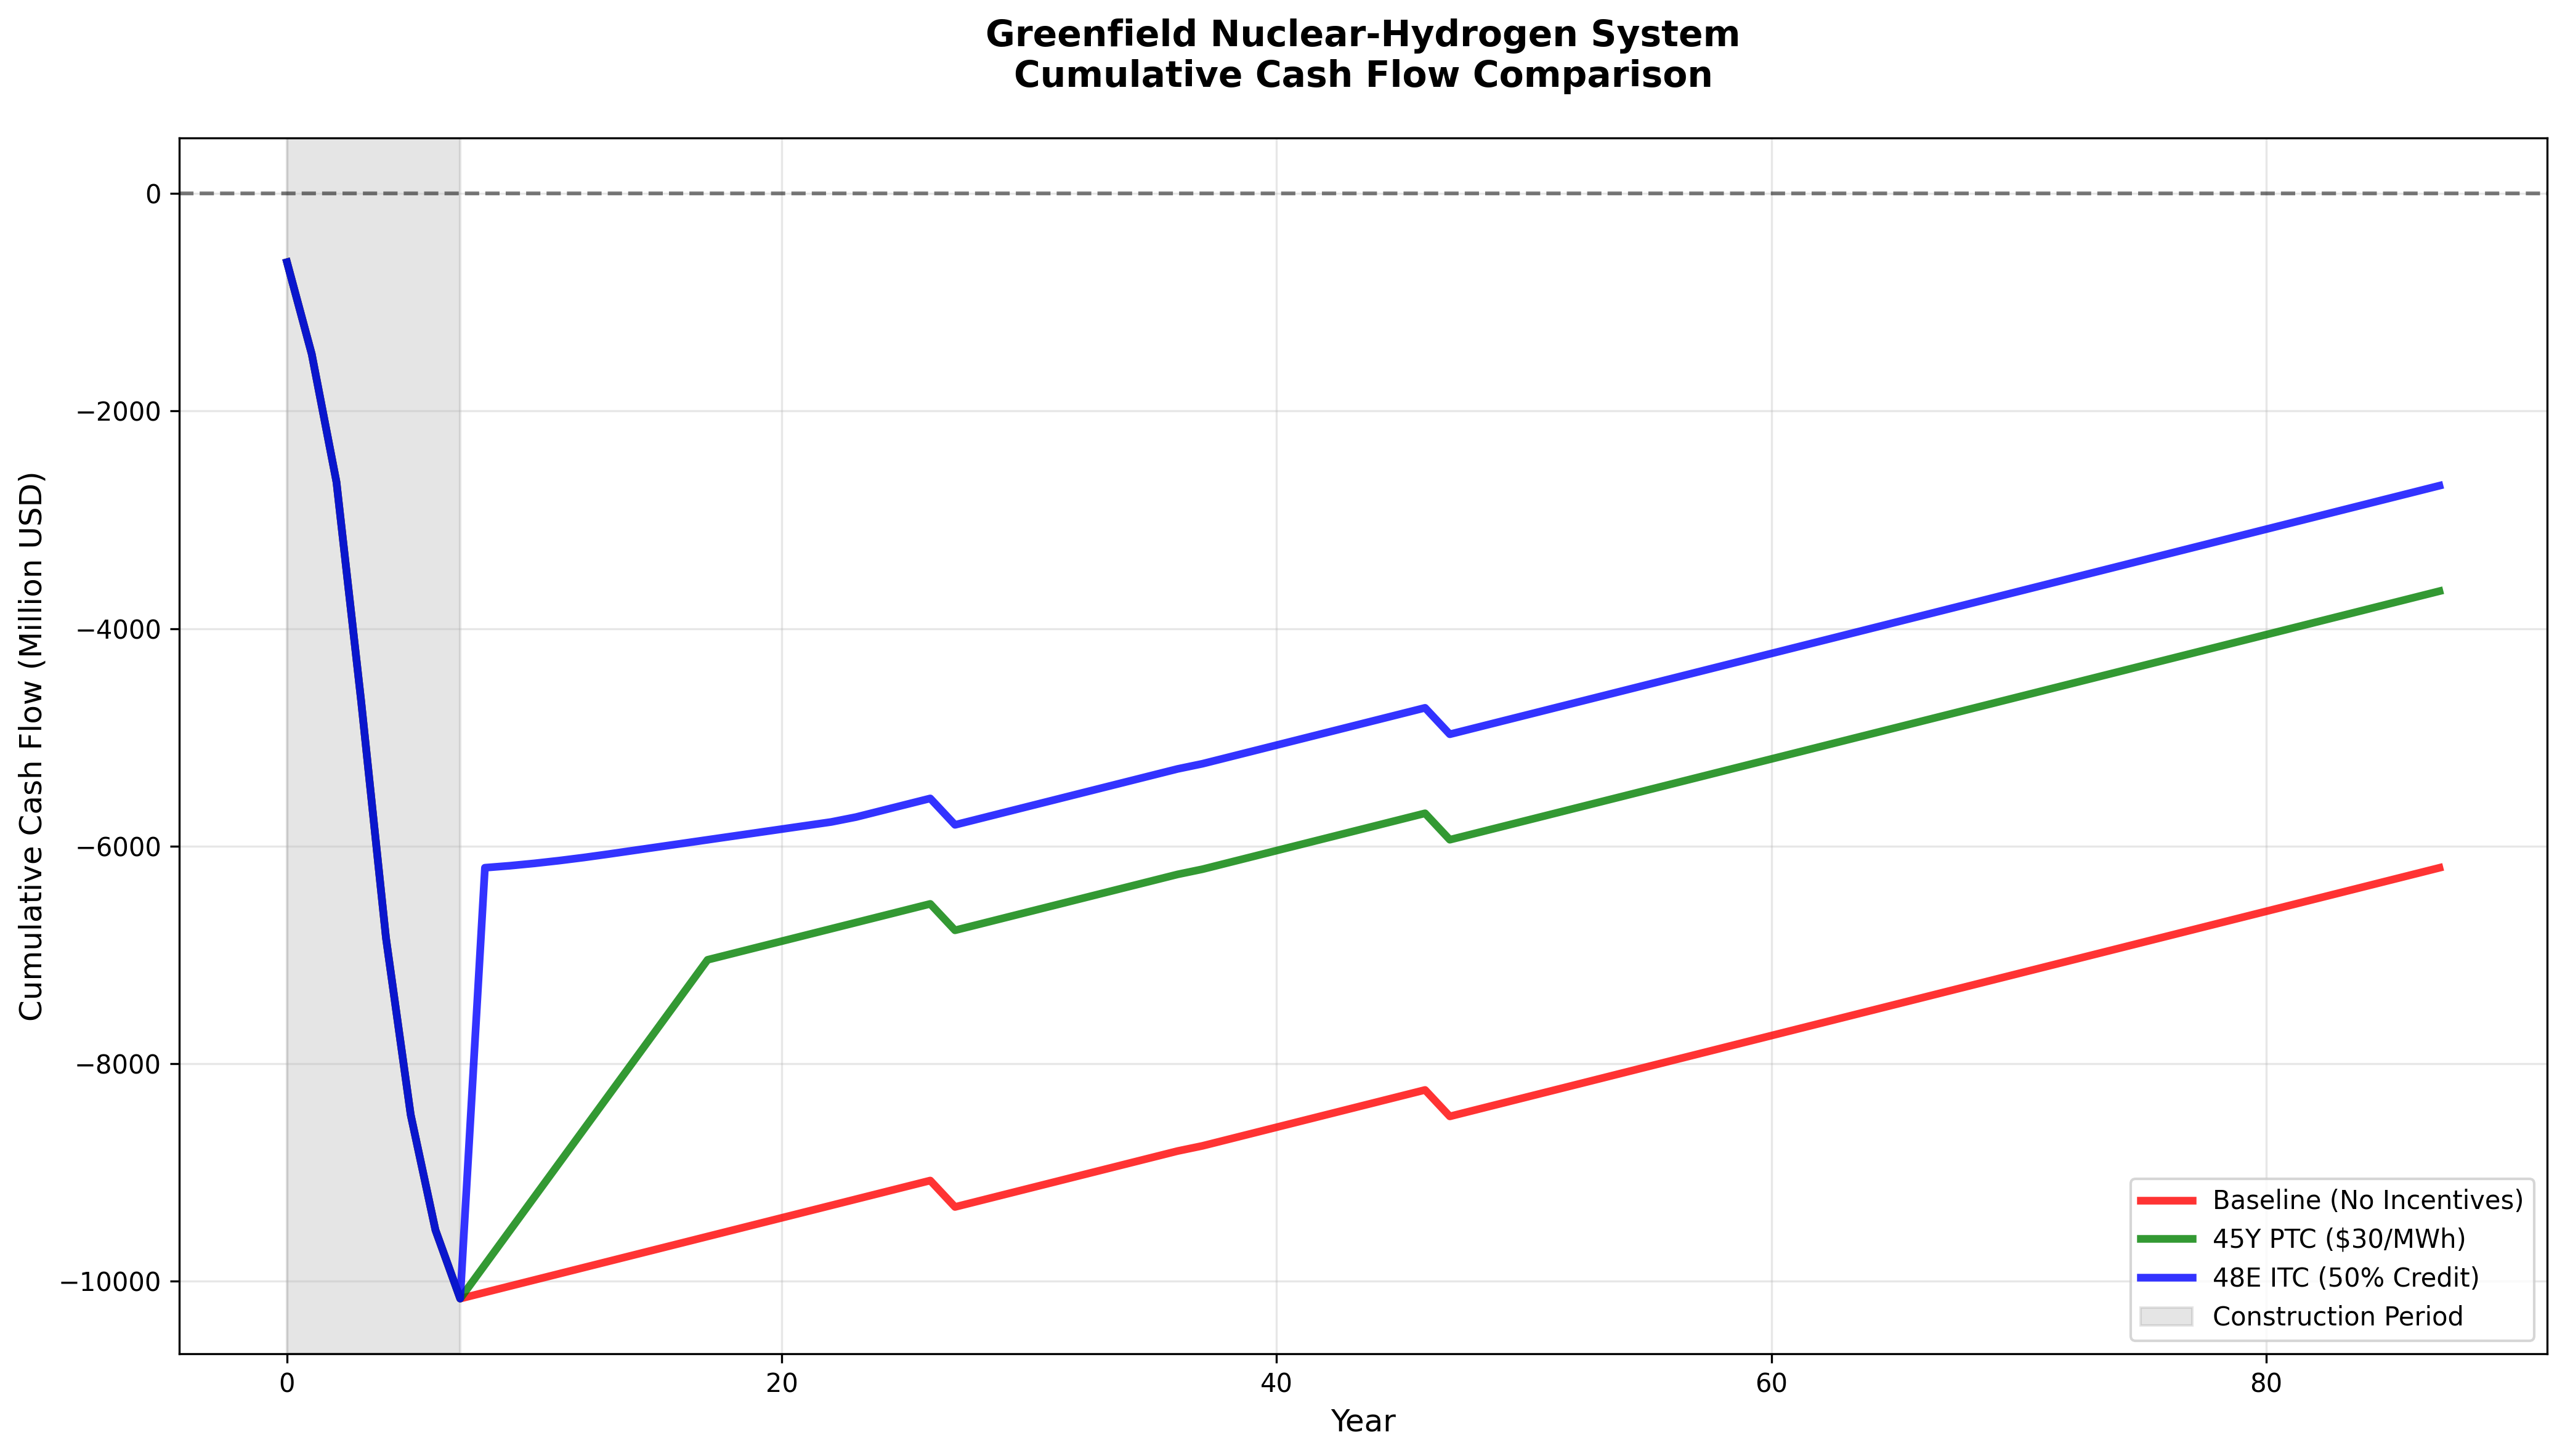 Greenfield Nuclear-Hydrogen System
Cumulative Cash Flow Comparison
Cumulative Cash Flow (Million USD)
0
−2000
−4000
−6000
−8000
−10000
0
20
40
60
80
Year
Baseline (No Incentives)
45Y PTC ($30/MWh)
48E ITC (50% Credit)
Construction Period